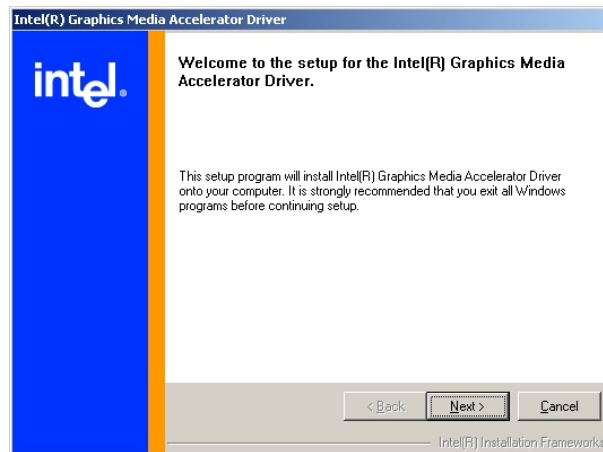 Intel(R) Graphics Media Accelerator Driver
intel®
Welcome to the setup for the Intel(R) Graphics Media
Accelerator Driver.
This setup program will install Intel(R) Graphics Media Accelerator Driver
onto your computer. It is strongly recommended that you exit all Windows
programs before continuing setup.
< Back
Next >
Cancel
Intel(R) Installation Frameworks